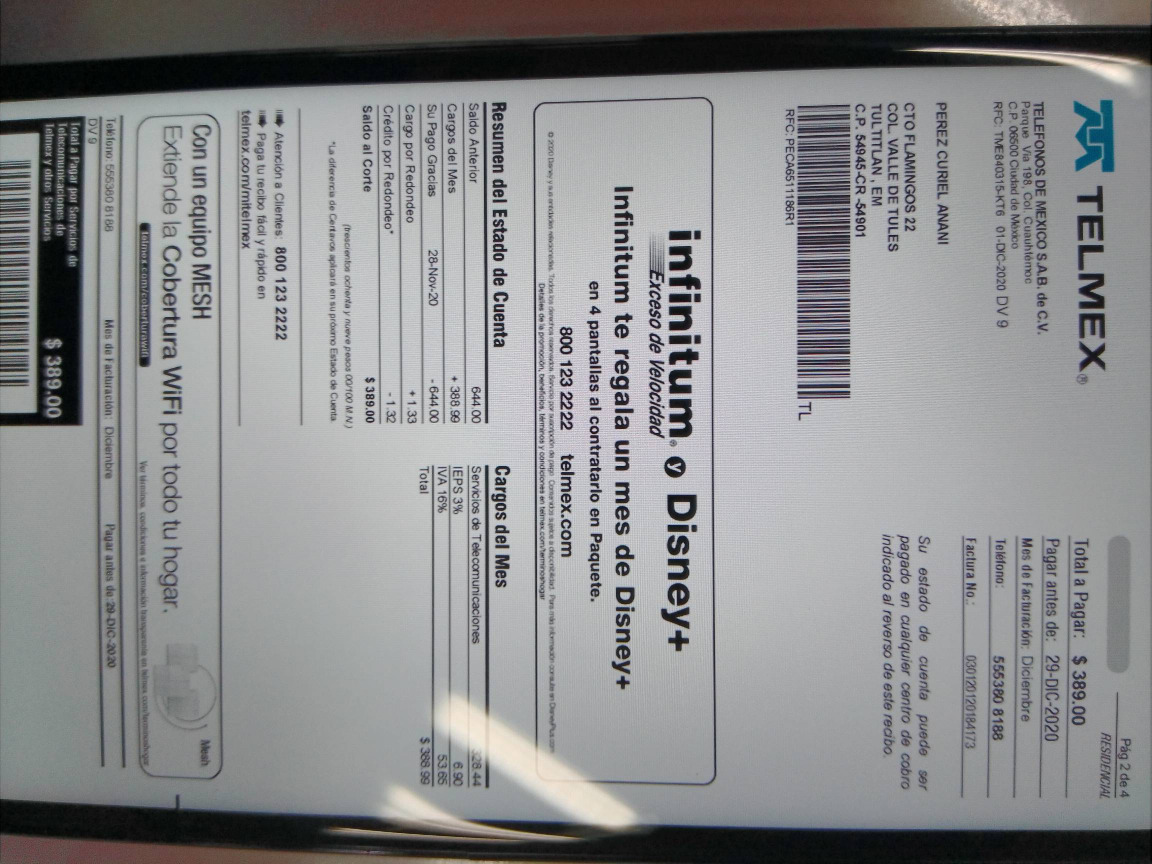 TELMEX®
TELEFONOS DE MEXICO S.A.B. de C.V.
Parque Vía 198, Col. Cuauhtémoc
C.P. 06500 Ciudad de México
RFC: TME840315-KT6 01-DIC-2020 DV 9
PEREZ CURIEL ANANI
CTO FLAMINGOS 22
COL. VALLE DE TULES
TULTITLAN , EM
C.P. 54945-CR -54901
TL
RFC: PECA6511186R1
Pág 2 de 4
RESIDENCIAL
Total a Pagar: $ 389.00
Pagar antes de: 29-DIC-2020
Mes de Facturación: Diciembre
Teléfono: 555380 8188
Factura No.: 030120120184173
Su estado de cuenta puede ser
pagado en cualquier centro de cobro
indicado al reverso de este recibo.
infinitum® y Disney+
Exceso de Velocidad
Infinitum te regala un mes de Disney+
en 4 pantallas al contratarlo en Paquete.
800 123 2222 telmex.com
Resumen del Estado de Cuenta
Saldo Anterior 644.00
Cargos del Mes + 388.99
Su Pago Gracias 28-Nov-20 - 644.00
Cargo por Redondeo + 1.33
Crédito por Redondeo* - 1.32
Saldo al Corte $ 389.00
(trescientos ochenta y nueve pesos 00/100 M.N.)
*La diferencia de Centavos aplicará en su próximo Estado de Cuenta.
Cargos del Mes
Servicios de Telecomunicaciones 328.44
IEPS 3% 6.90
IVA 16% 53.65
Total $ 388.99
Atención a Clientes: 800 123 2222
Paga tu recibo fácil y rápido en
telmex.com/mitelmex
Con un equipo MESH
Extiende la Cobertura WiFi por todo tu hogar.
telmex.com/coberturawifi
Mesh
Teléfono: 555380 8188 Mes de Facturación: Diciembre Pagar antes de: 29-DIC-2020
DV 9
Total a Pagar por Servicios de
Telecomunicaciones de
Telmex y otros Servicios
$ 389.00